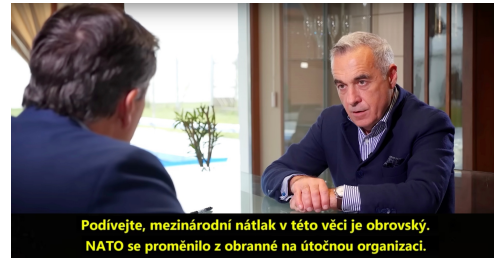 Podívejte, mezinárodní nátlak v této věci je obrovský.
NATO se proměnilo z obranné na útočnou organizaci.